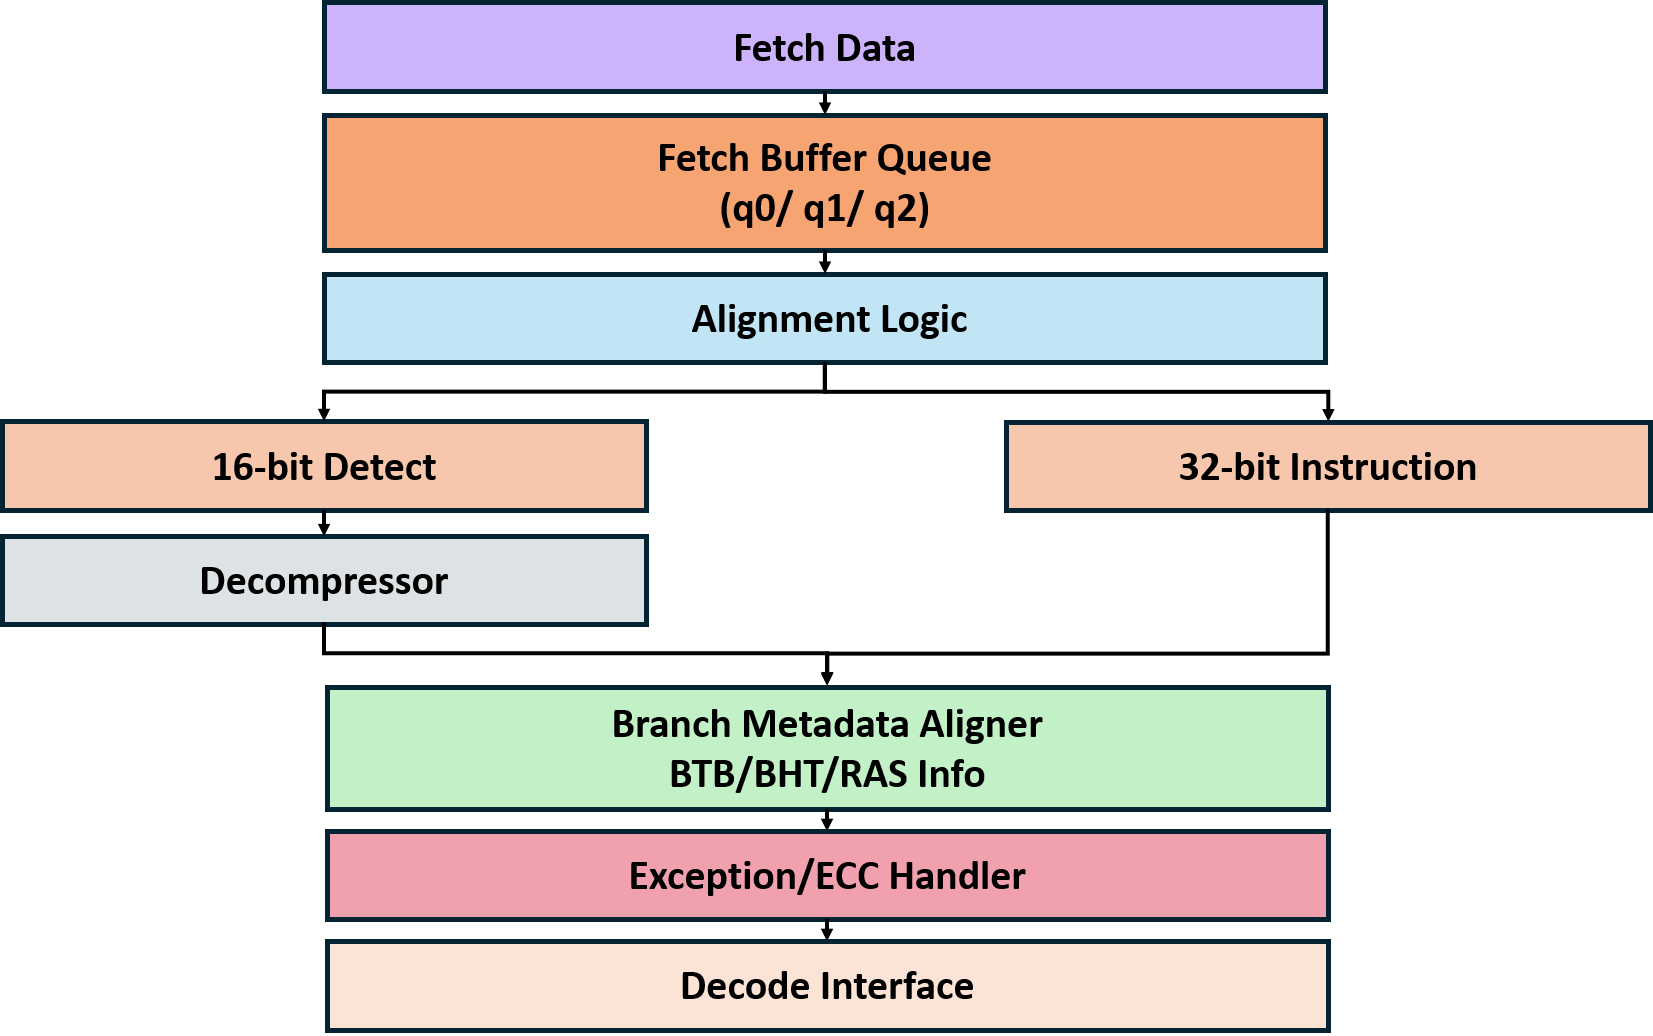 Fetch Data
Fetch Buffer Queue
(q0/ q1/ q2)
Alignment Logic
16-bit Detect
32-bit Instruction
Decompressor
Branch Metadata Aligner
BTB/BHT/RAS Info
Exception/ECC Handler
Decode Interface